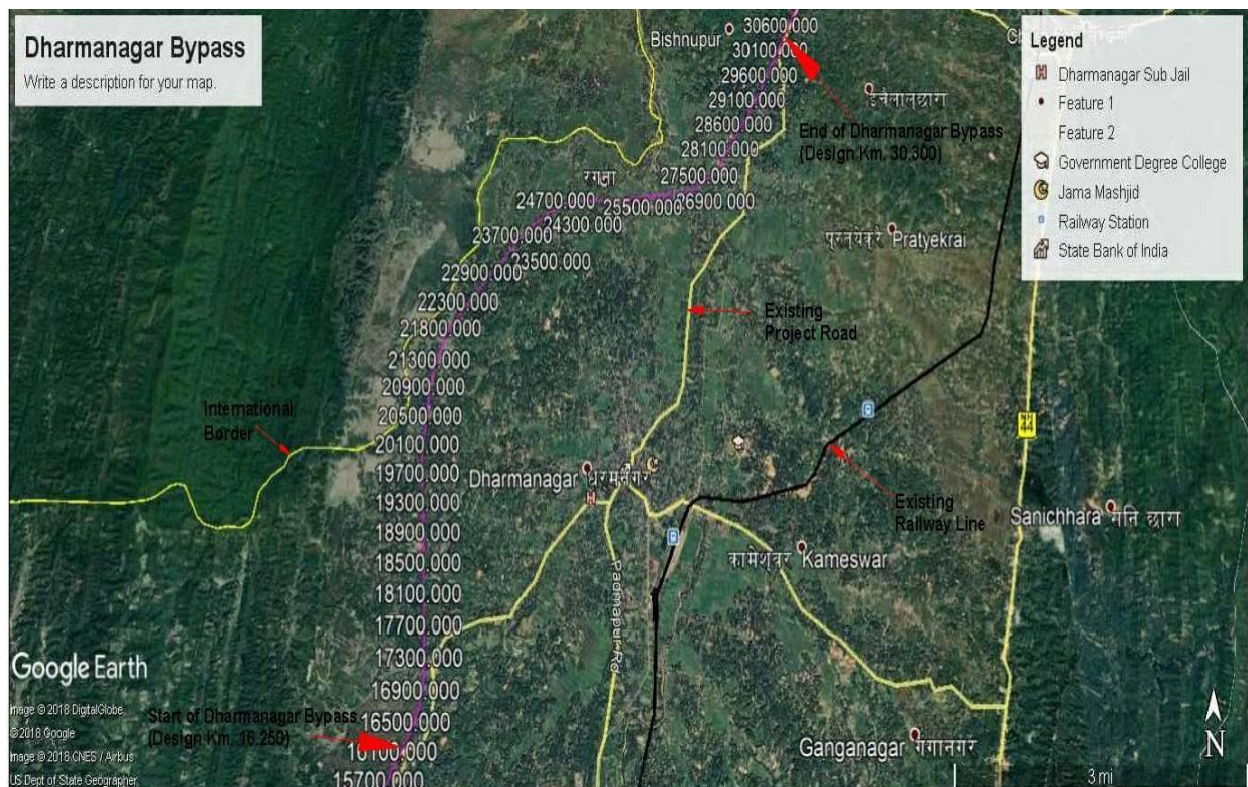 Dharmanagar Bypass
Write a description for your map.
Bishnupur
30600.000
30100.000
29600.000
29100.000
28600.000
28100.000
27500.000
26900.000
25500.000
24700.000
24300.000
23700.000
23500.000
22900.000
22300.000
21800.000
21300.000
20900.000
20500.000
20100.000
19700.000
19300.000
18900.000
18500.000
18100.000
17700.000
17300.000
16900.000
16500.000
16100.000
15700.000
Legend
Dharmanagar Sub Jail
Feature 1
Feature 2
Government Degree College
Jama Mashjid
Railway Station
State Bank of India
End of Dharmanagar Bypass
(Design Km. 30.300)
Pratyekrai
Existing
Project Road
International
Border
44
Dharmanagar धरमनगर
Existing
Railway Line
Sanichhara सनि छारा
कामेश्वर Kameswar
Padmapur Rd
Start of Dharmanagar Bypass
(Design Km. 16.250)
Ganganagar गंगानगर
Google Earth
Image © 2018 DigitalGlobe
© 2018 Google
Image © 2018 CNES / Airbus
US Dept of State Geographer
N
3 mi